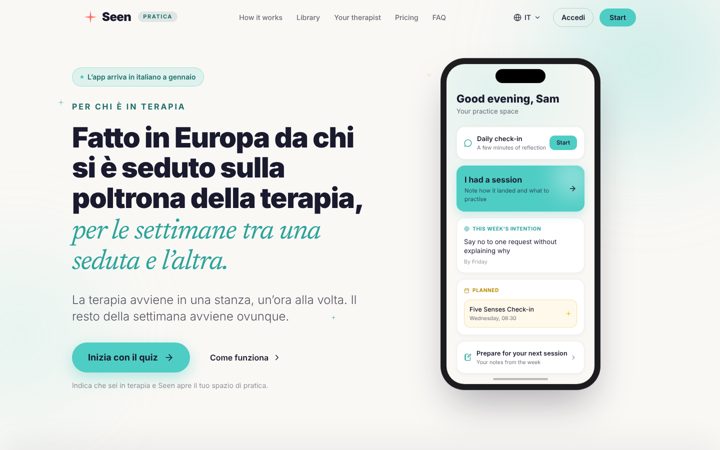 Seen PRATICA
How it works
Library
Your therapist
Pricing
FAQ
IT
Accedi
Start
L'app arriva in italiano a gennaio
PER CHI È IN TERAPIA
Fatto in Europa da chi
si è seduto sulla
poltrona della terapia,
per le settimane tra una
seduta e l'altra.
La terapia avviene in una stanza, un'ora alla volta. Il
resto della settimana avviene ovunque.
Inizia con il quiz
Come funziona
Indica che sei in terapia e Seen apre il tuo spazio di pratica.
Good evening, Sam
Your practice space
Daily check-in
A few minutes of reflection
Start
I had a session
Note how it landed and what to
practise
THIS WEEK'S INTENTION
Say no to one request without
explaining why
By Friday
PLANNED
Five Senses Check-in
Wednesday, 08:30
Prepare for your next session
Your notes from the week